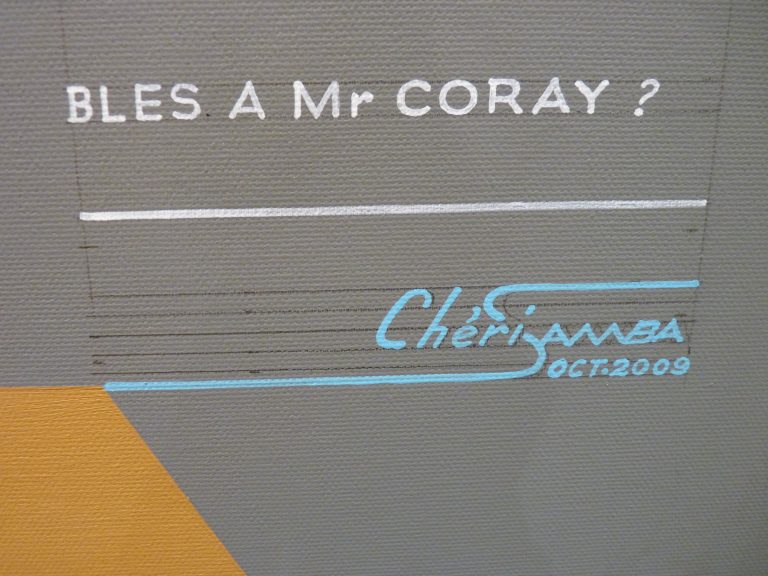 BLES A Mr CORAY ?
Chéri SAMBA
OCT.2009